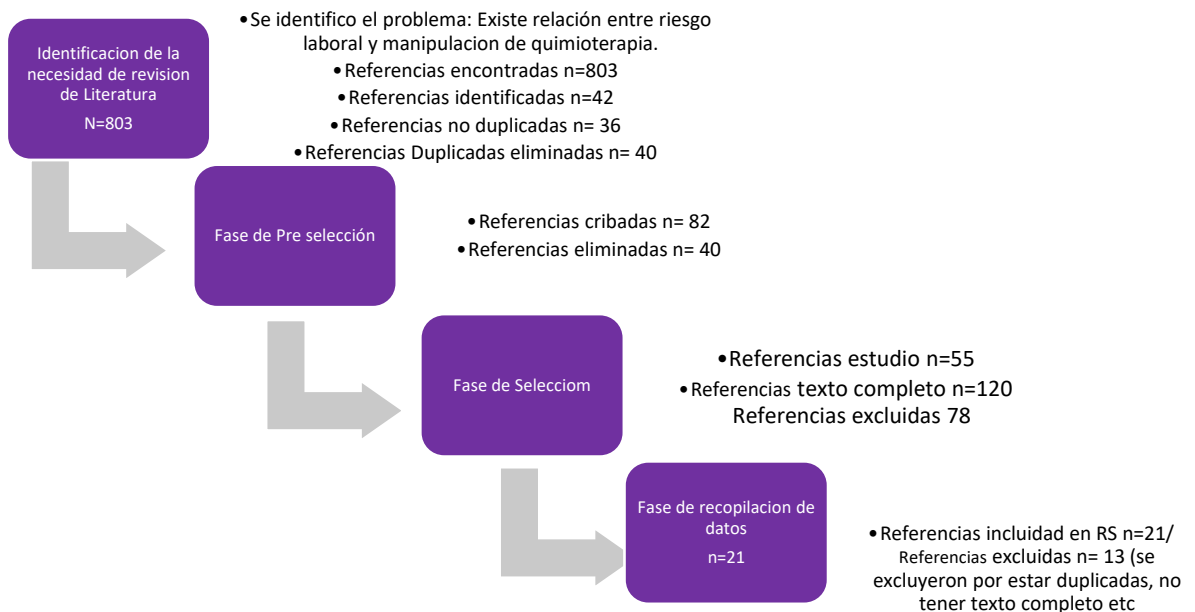 Identificacion de la
necesidad de revision
de Literatura
N=803
•Se identifico el problema: Existe relación entre riesgo
laboral y manipulacion de quimioterapia.
•Referencias encontradas n=803
•Referencias identificadas n=42
•Referencias no duplicadas n= 36
•Referencias Duplicadas eliminadas n= 40
Fase de Pre selección
•Referencias cribadas n= 82
•Referencias eliminadas n= 40
Fase de Selecciom
•Referencias estudio n=55
•Referencias texto completo n=120
Referencias excluidas 78
Fase de recopilacion de
datos
n=21
•Referencias incluidad en RS n=21/
Referencias excluidas n= 13 (se
excluyeron por estar duplicadas, no
tener texto completo etc